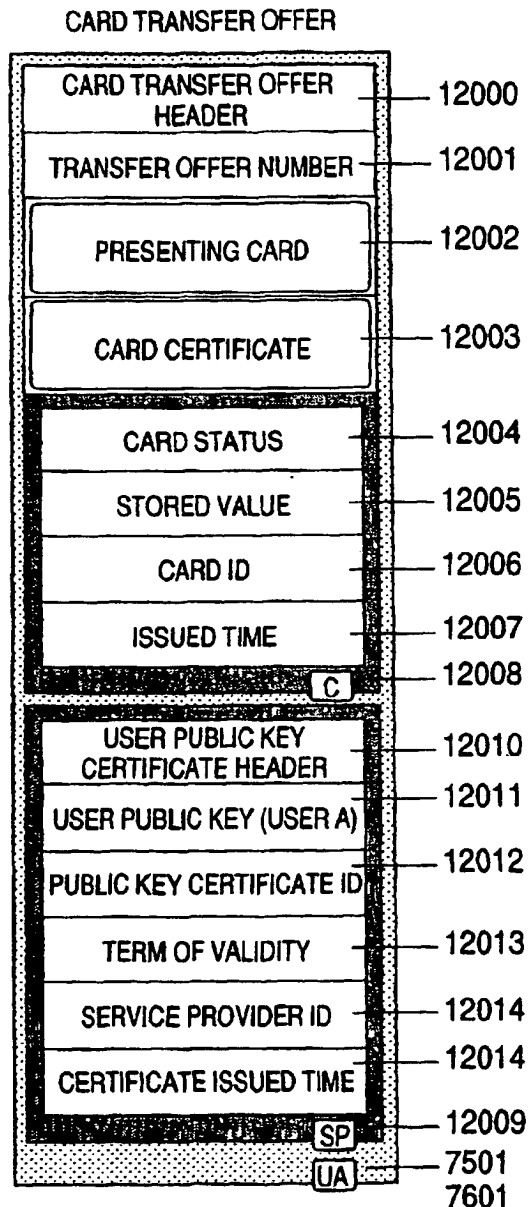 CARD TRANSFER OFFER
CARD TRANSFER OFFER
HEADER
12000
TRANSFER OFFER NUMBER
12001
PRESENTING CARD
12002
CARD CERTIFICATE
12003
CARD STATUS
12004
STORED VALUE
12005
CARD ID
12006
ISSUED TIME
12007
C
12008
USER PUBLIC KEY
CERTIFICATE HEADER
12010
USER PUBLIC KEY (USER A)
12011
PUBLIC KEY CERTIFICATE ID
12012
TERM OF VALIDITY
12013
SERVICE PROVIDER ID
12014
CERTIFICATE ISSUED TIME
12014
SP
12009
UA
7501
7601